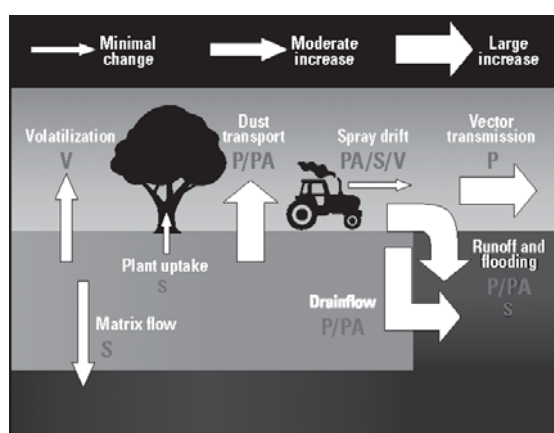 Minimal
change
Moderate
increase
Large
increase
Volatilization
V
Dust
transport
P/PA
Spray drift
PA/S/V
Vector
transmission
P
Plant uptake
S
Matrix flow
S
Drainflow
P/PA
Runoff and
flooding
P/PA
S